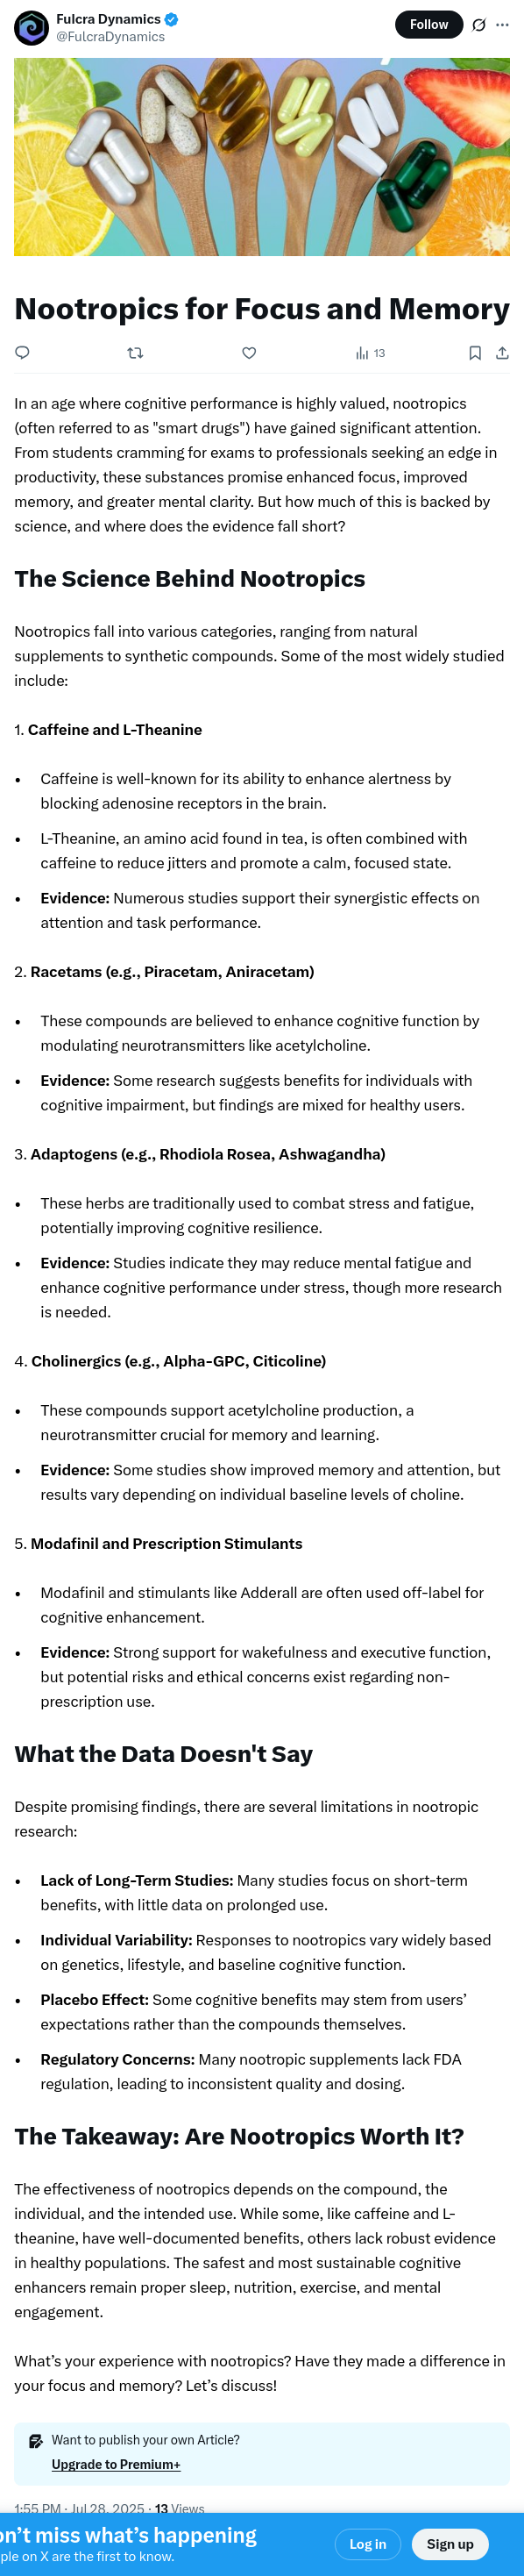 Fulcra Dynamics
Follow
@FulcraDynamics
Nootropics for Focus and Memory
13
In an age where cognitive performance is highly valued, nootropics
(often referred to as "smart drugs") have gained significant attention.
From students cramming for exams to professionals seeking an edge in
productivity, these substances promise enhanced focus, improved
memory, and greater mental clarity. But how much of this is backed by
science, and where does the evidence fall short?
The Science Behind Nootropics
Nootropics fall into various categories, ranging from natural
supplements to synthetic compounds. Some of the most widely studied
include:
1. Caffeine and L-Theanine
• Caffeine is well-known for its ability to enhance alertness by
blocking adenosine receptors in the brain.
• L-Theanine, an amino acid found in tea, is often combined with
caffeine to reduce jitters and promote a calm, focused state.
• Evidence: Numerous studies support their synergistic effects on
attention and task performance.
2. Racetams (e.g., Piracetam, Aniracetam)
• These compounds are believed to enhance cognitive function by
modulating neurotransmitters like acetylcholine.
• Evidence: Some research suggests benefits for individuals with
cognitive impairment, but findings are mixed for healthy users.
3. Adaptogens (e.g., Rhodiola Rosea, Ashwagandha)
• These herbs are traditionally used to combat stress and fatigue,
potentially improving cognitive resilience.
• Evidence: Studies indicate they may reduce mental fatigue and
enhance cognitive performance under stress, though more research
is needed.
4. Cholinergics (e.g., Alpha-GPC, Citicoline)
• These compounds support acetylcholine production, a
neurotransmitter crucial for memory and learning.
• Evidence: Some studies show improved memory and attention, but
results vary depending on individual baseline levels of choline.
5. Modafinil and Prescription Stimulants
• Modafinil and stimulants like Adderall are often used off-label for
cognitive enhancement.
• Evidence: Strong support for wakefulness and executive function,
but potential risks and ethical concerns exist regarding non-
prescription use.
What the Data Doesn't Say
Despite promising findings, there are several limitations in nootropic
research:
• Lack of Long-Term Studies: Many studies focus on short-term
benefits, with little data on prolonged use.
• Individual Variability: Responses to nootropics vary widely based
on genetics, lifestyle, and baseline cognitive function.
• Placebo Effect: Some cognitive benefits may stem from users’
expectations rather than the compounds themselves.
• Regulatory Concerns: Many nootropic supplements lack FDA
regulation, leading to inconsistent quality and dosing.
The Takeaway: Are Nootropics Worth It?
The effectiveness of nootropics depends on the compound, the
individual, and the intended use. While some, like caffeine and L-
theanine, have well-documented benefits, others lack robust evidence
in healthy populations. The safest and most sustainable cognitive
enhancers remain proper sleep, nutrition, exercise, and mental
engagement.
What’s your experience with nootropics? Have they made a difference in
your focus and memory? Let’s discuss!
Want to publish your own Article?
Upgrade to Premium+
1:55 PM · Jul 28, 2025 · 13 Views
on’t miss what’s happening
ple on X are the first to know.
Log in
Sign up